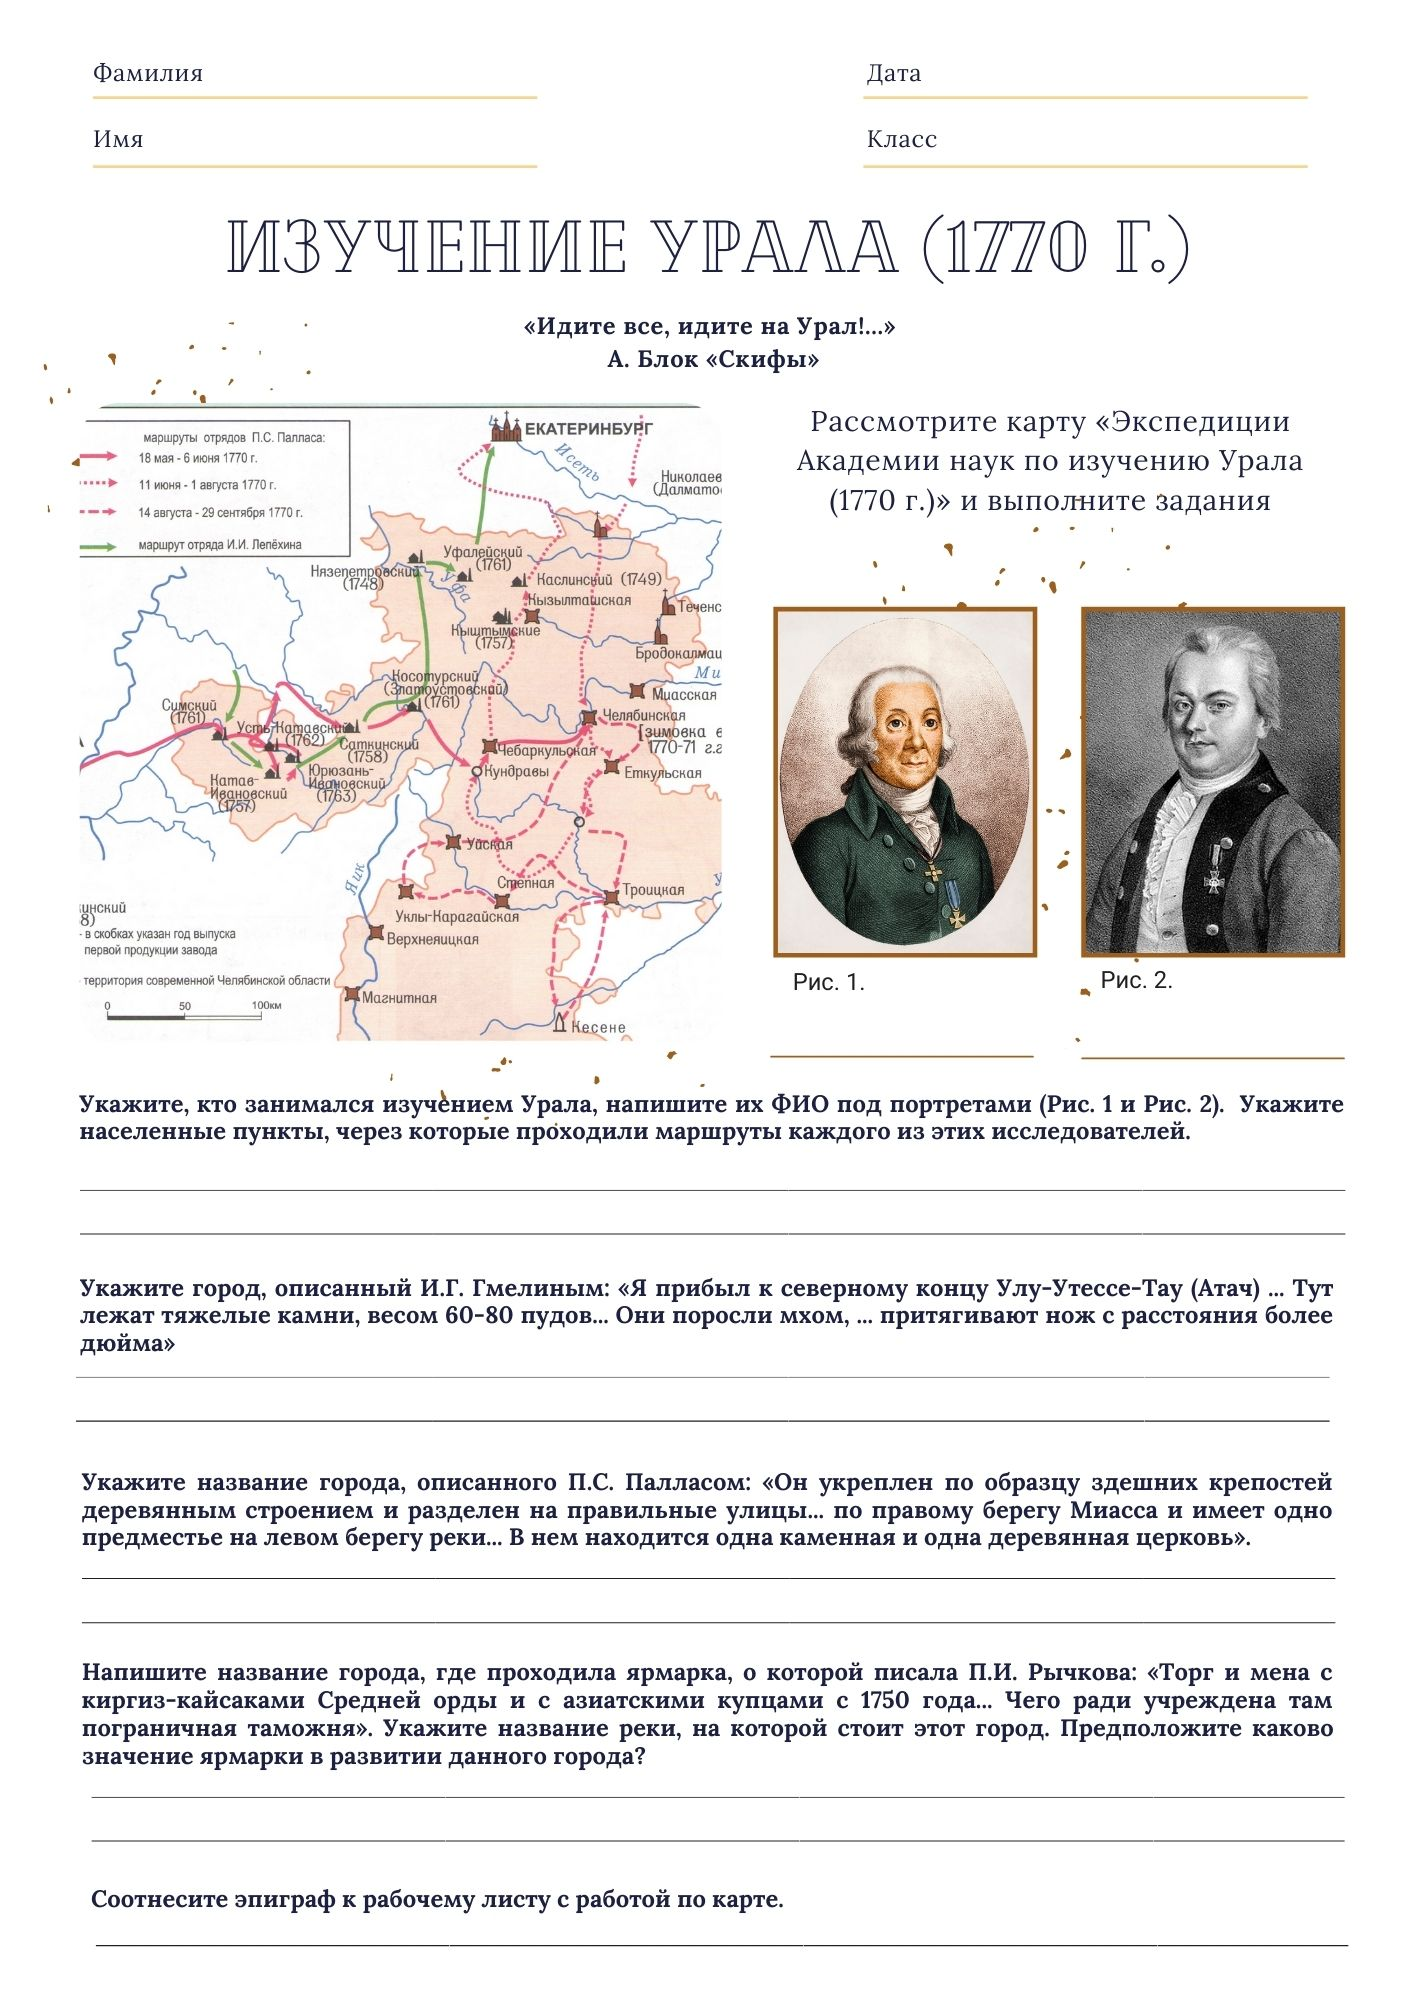 Фамилия
Дата
Имя
Класс
ИЗУЧЕНИЕ УРАЛА (1770 Г.)
«Идите все, идите на Урал!...»
А. Блок «Скифы»
Рассмотрите карту «Экспедиции
Академии наук по изучению Урала
(1770 г.)» и выполните задания
маршруты отрядов П.С. Палласа:
18 мая - 6 июня 1770 г.
11 июня - 1 августа 1770 г.
14 августа - 29 сентября 1770 г.
маршрут отряда И.И. Лепёхина
ЕКАТЕРИНБУРГ
Исеть
Николаев
(Далмато
Нязепетровский
(1748)
Уфалейский
(1761)
Уфа
Каслинский (1749)
Кызылташская
Кыштымские
(1757)
Теченс
Бродокалмац
Ми
Косотурский
(Златоустовский)
(1761)
Миасская
Симский
(1761)
Усть-Катавский
(1762)
Саткинский
(1758)
Челябинская
[зимовка в
1770-71 г.г
Чебаркульская
Кундравы
Еткульская
Катав-
Ивановский
(1757)
Юрюзань-
Ивановский
(1763)
Уйская
Яик
Степная
Троицкая
У
Уклы-Карагайская
Верхнеяицкая
Магнитная
Кесене
кинский
8)
- в скобках указан год выпуска
первой продукции завода
территория современной Челябинской области
0 50 100км
Рис. 1.
Рис. 2.
Укажите, кто занимался изучением Урала, напишите их ФИО под портретами (Рис. 1 и Рис. 2). Укажите
населенные пункты, через которые проходили маршруты каждого из этих исследователей.
Укажите город, описанный И.Г. Гмелиным: «Я прибыл к северному концу Улу-Утессе-Тау (Атач) ... Тут
лежат тяжелые камни, весом 60-80 пудов... Они поросли мхом, ... притягивают нож с расстояния более
дюйма»
Укажите название города, описанного П.С. Палласом: «Он укреплен по образцу здешних крепостей
деревянным строением и разделен на правильные улицы... по правому берегу Миасса и имеет одно
предместье на левом берегу реки... В нем находится одна каменная и одна деревянная церковь».
Напишите название города, где проходила ярмарка, о которой писала П.И. Рычкова: «Торг и мена с
киргиз-кайсаками Средней орды и с азиатскими купцами с 1750 года... Чего ради учреждена там
пограничная таможня». Укажите название реки, на которой стоит этот город. Предположите каково
значение ярмарки в развитии данного города?
Соотнесите эпиграф к рабочему листу с работой по карте.